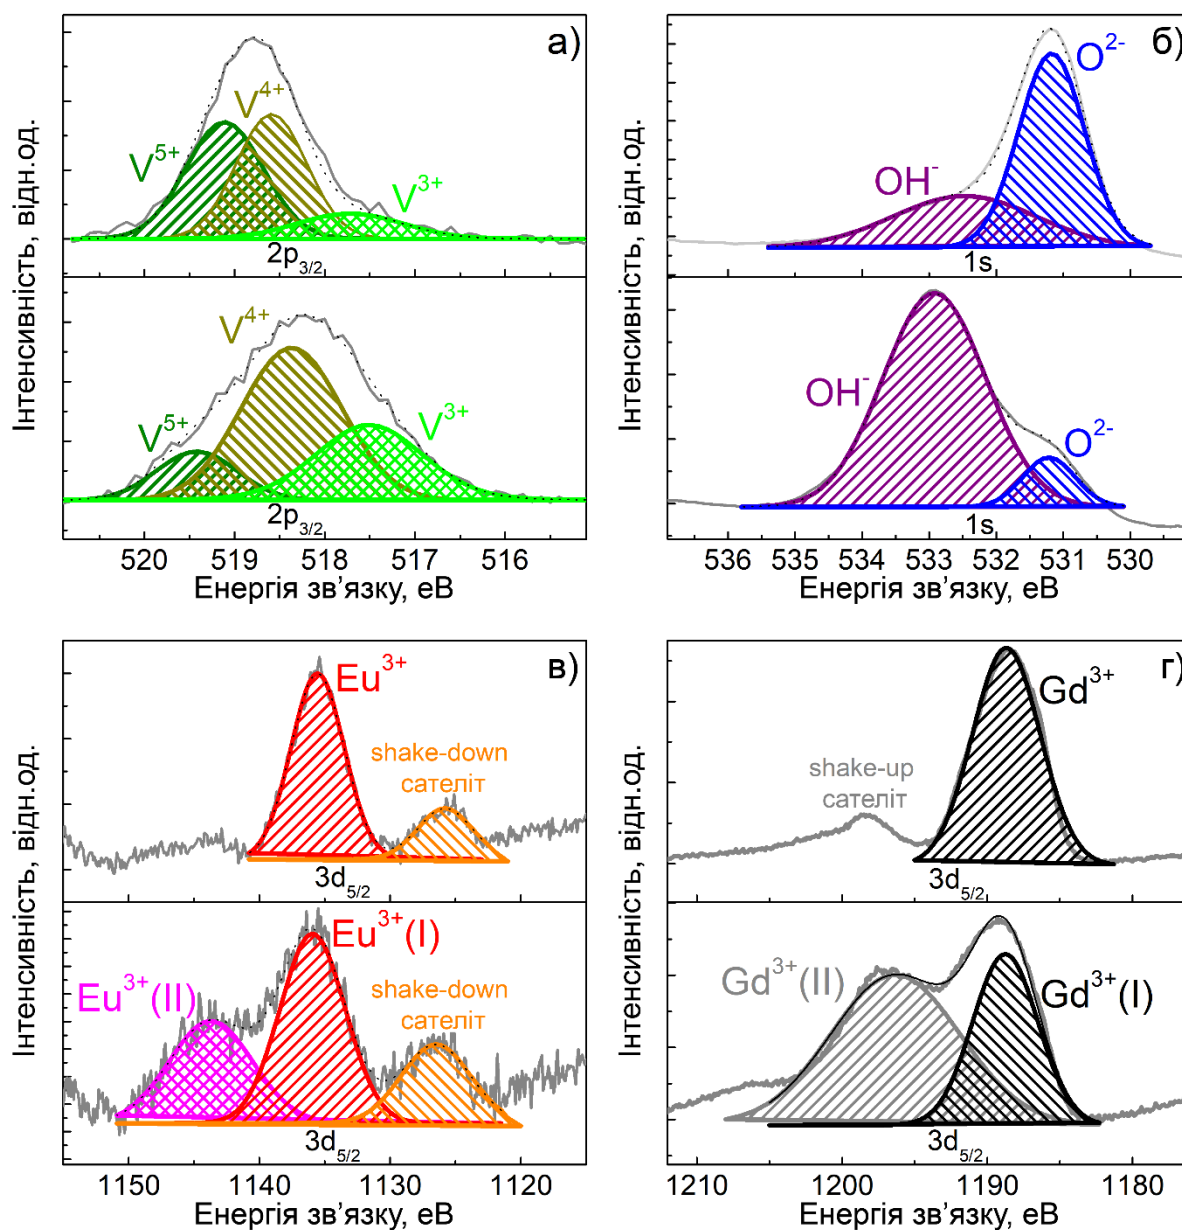 а)
Інтенсивність, відн.од.
V⁵⁺
V⁴⁺
V³⁺
2p₃/₂
V⁵⁺
V⁴⁺
V³⁺
2p₃/₂
520 519 518 517 516
Енергія зв’язку, еВ
б)
Інтенсивність, відн.од.
OH⁻
O²⁻
1s
OH⁻
O²⁻
1s
536 535 534 533 532 531 530
Енергія зв’язку, еВ
в)
Інтенсивність, відн.од.
Eu³⁺
shake-down
сателіт
3d₅/₂
Eu³⁺(II)
Eu³⁺(I)
shake-down
сателіт
3d₅/₂
1150 1140 1130 1120
Енергія зв’язку, еВ
г)
Інтенсивність, відн.од.
shake-up
сателіт
Gd³⁺
3d₅/₂
Gd³⁺(II)
Gd³⁺(I)
3d₅/₂
1210 1200 1190 1180
Енергія зв’язку, еВ